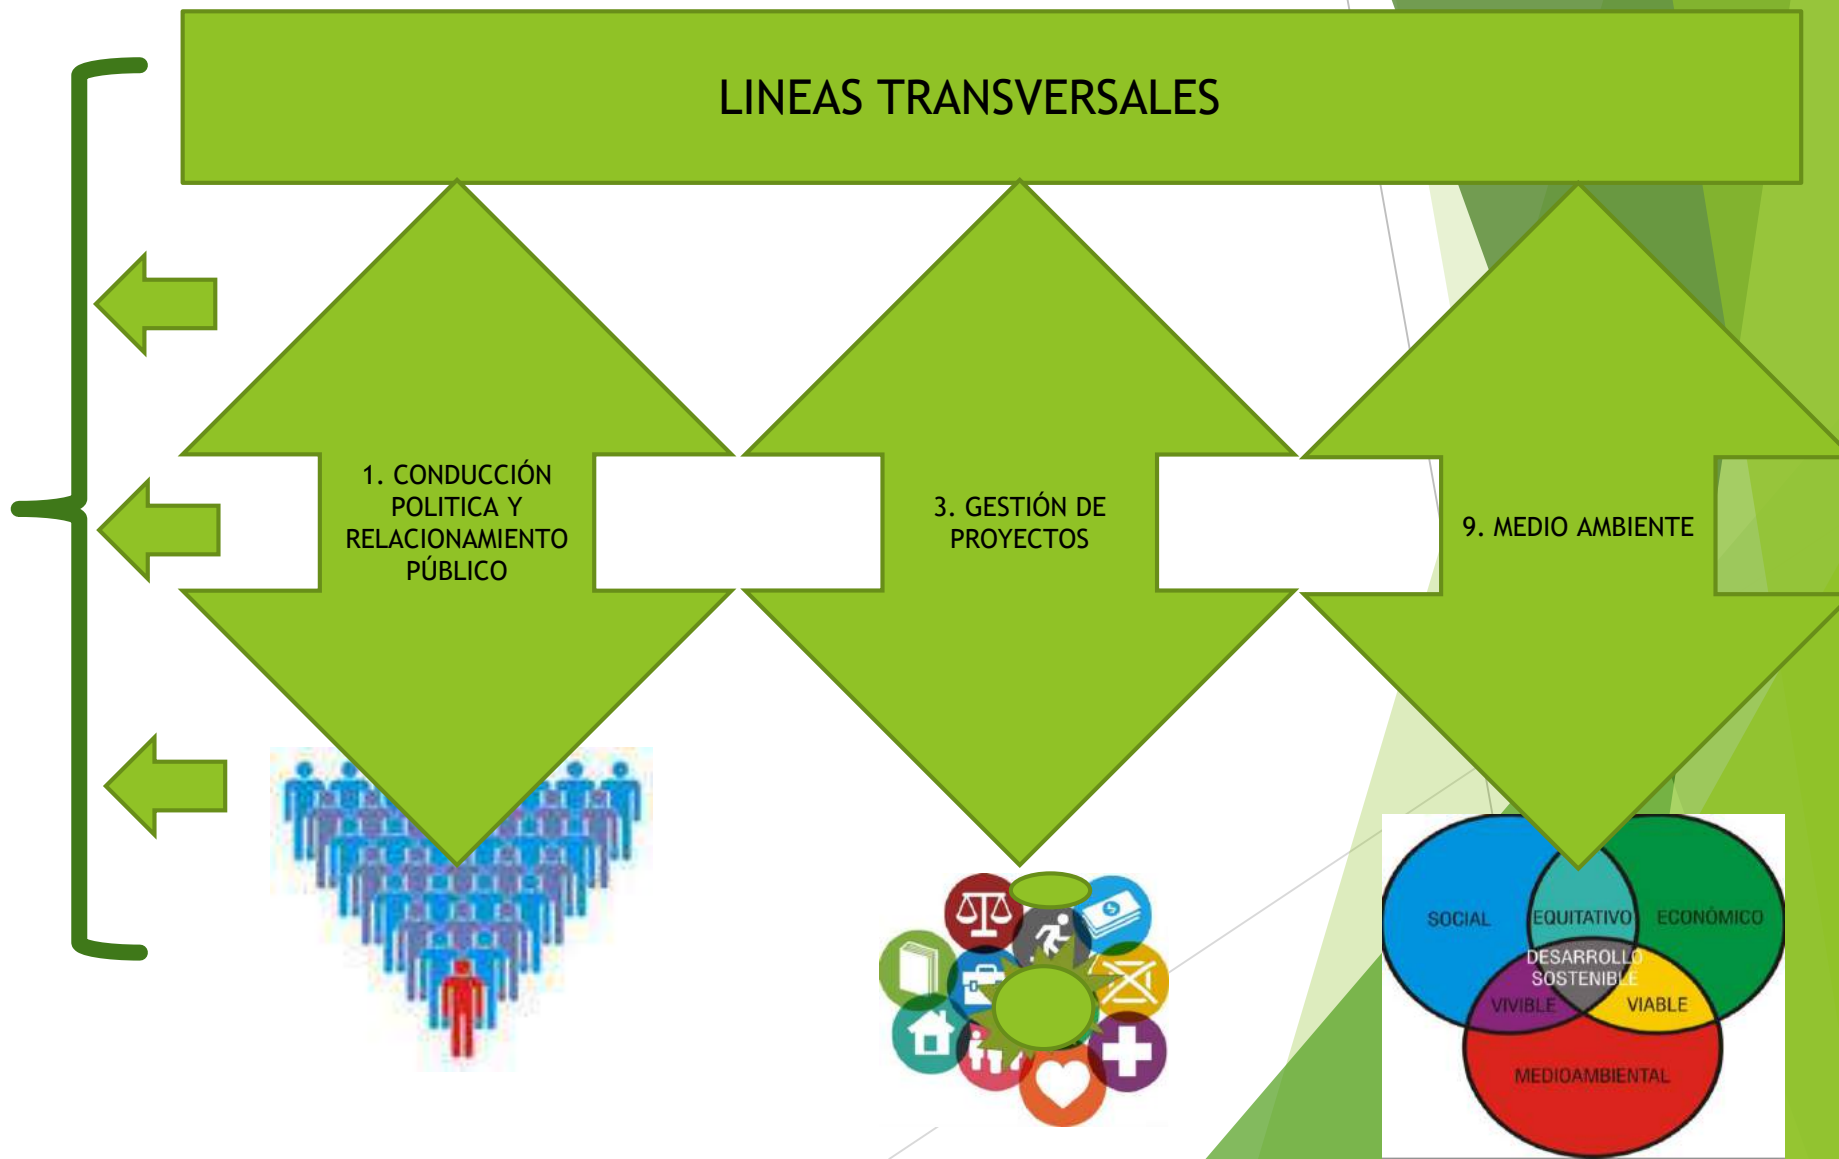 LINEAS TRANSVERSALES
1. CONDUCCIÓN
POLITICA Y
RELACIONAMIENTO
PÚBLICO
3. GESTIÓN DE
PROYECTOS
9. MEDIO AMBIENTE
SOCIAL
EQUITATIVO
ECONÓMICO
DESARROLLO
SOSTENIBLE
VIVIBLE
VIABLE
MEDIOAMBIENTAL